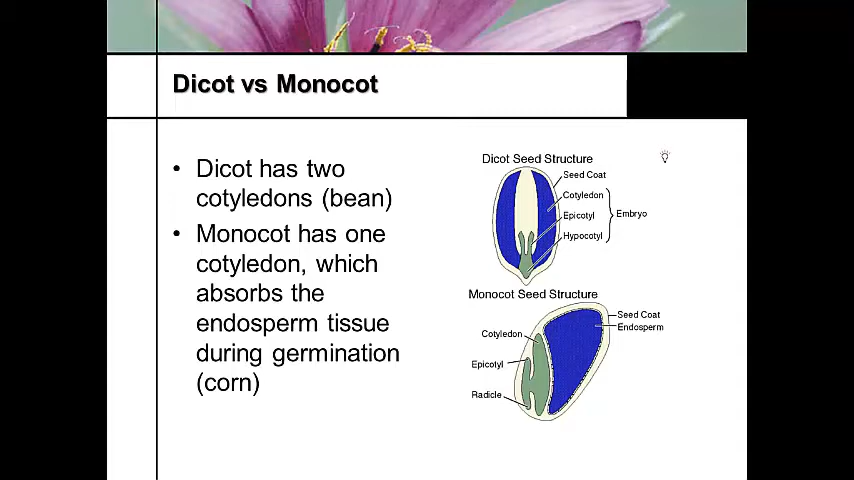 Dicot vs Monocot
• Dicot has two
cotyledons (bean)
• Monocot has one
cotyledon, which
absorbs the
endosperm tissue
during germination
(corn)
Dicot Seed Structure
Seed Coat
Cotyledon
Epicotyl
Embryo
Hypocotyl
Monocot Seed Structure
Seed Coat
Endosperm
Cotyledon
Epicotyl
Radicle